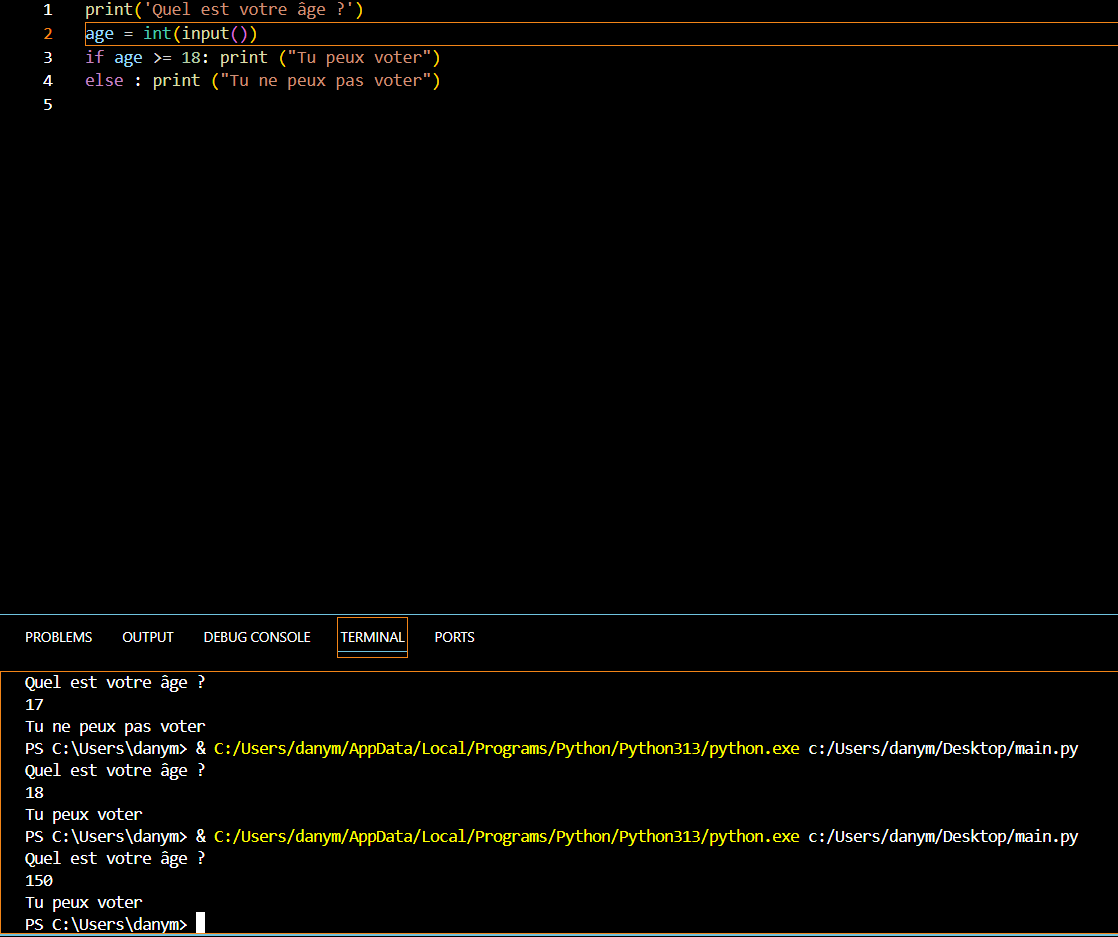 1 print('Quel est votre âge ?')
2 age = int(input())
3 if age >= 18: print ("Tu peux voter")
4 else : print ("Tu ne peux pas voter")
5
PROBLEMS OUTPUT DEBUG CONSOLE TERMINAL PORTS
Quel est votre âge ?
17
Tu ne peux pas voter
PS C:\Users\danym> & C:/Users/danym/AppData/Local/Programs/Python/Python313/python.exe c:/Users/danym/Desktop/main.py
Quel est votre âge ?
18
Tu peux voter
PS C:\Users\danym> & C:/Users/danym/AppData/Local/Programs/Python/Python313/python.exe c:/Users/danym/Desktop/main.py
Quel est votre âge ?
150
Tu peux voter
PS C:\Users\danym>